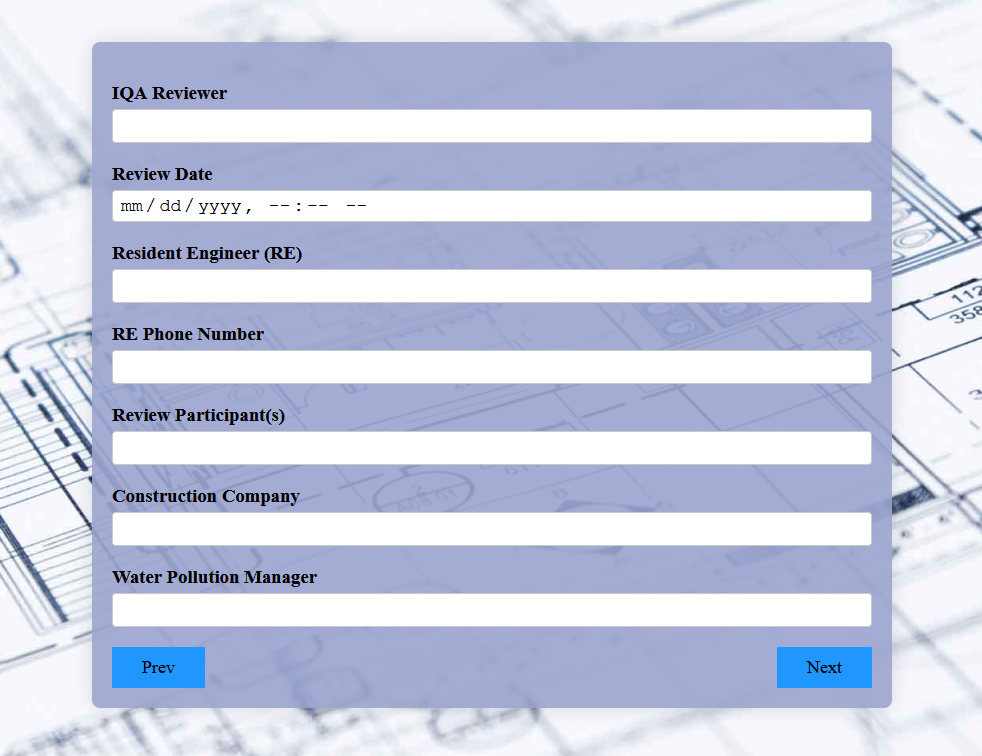 IQA Reviewer
Review Date
mm/dd/yyyy, --:-- --
Resident Engineer (RE)
RE Phone Number
Review Participant(s)
Construction Company
Water Pollution Manager
Prev
Next